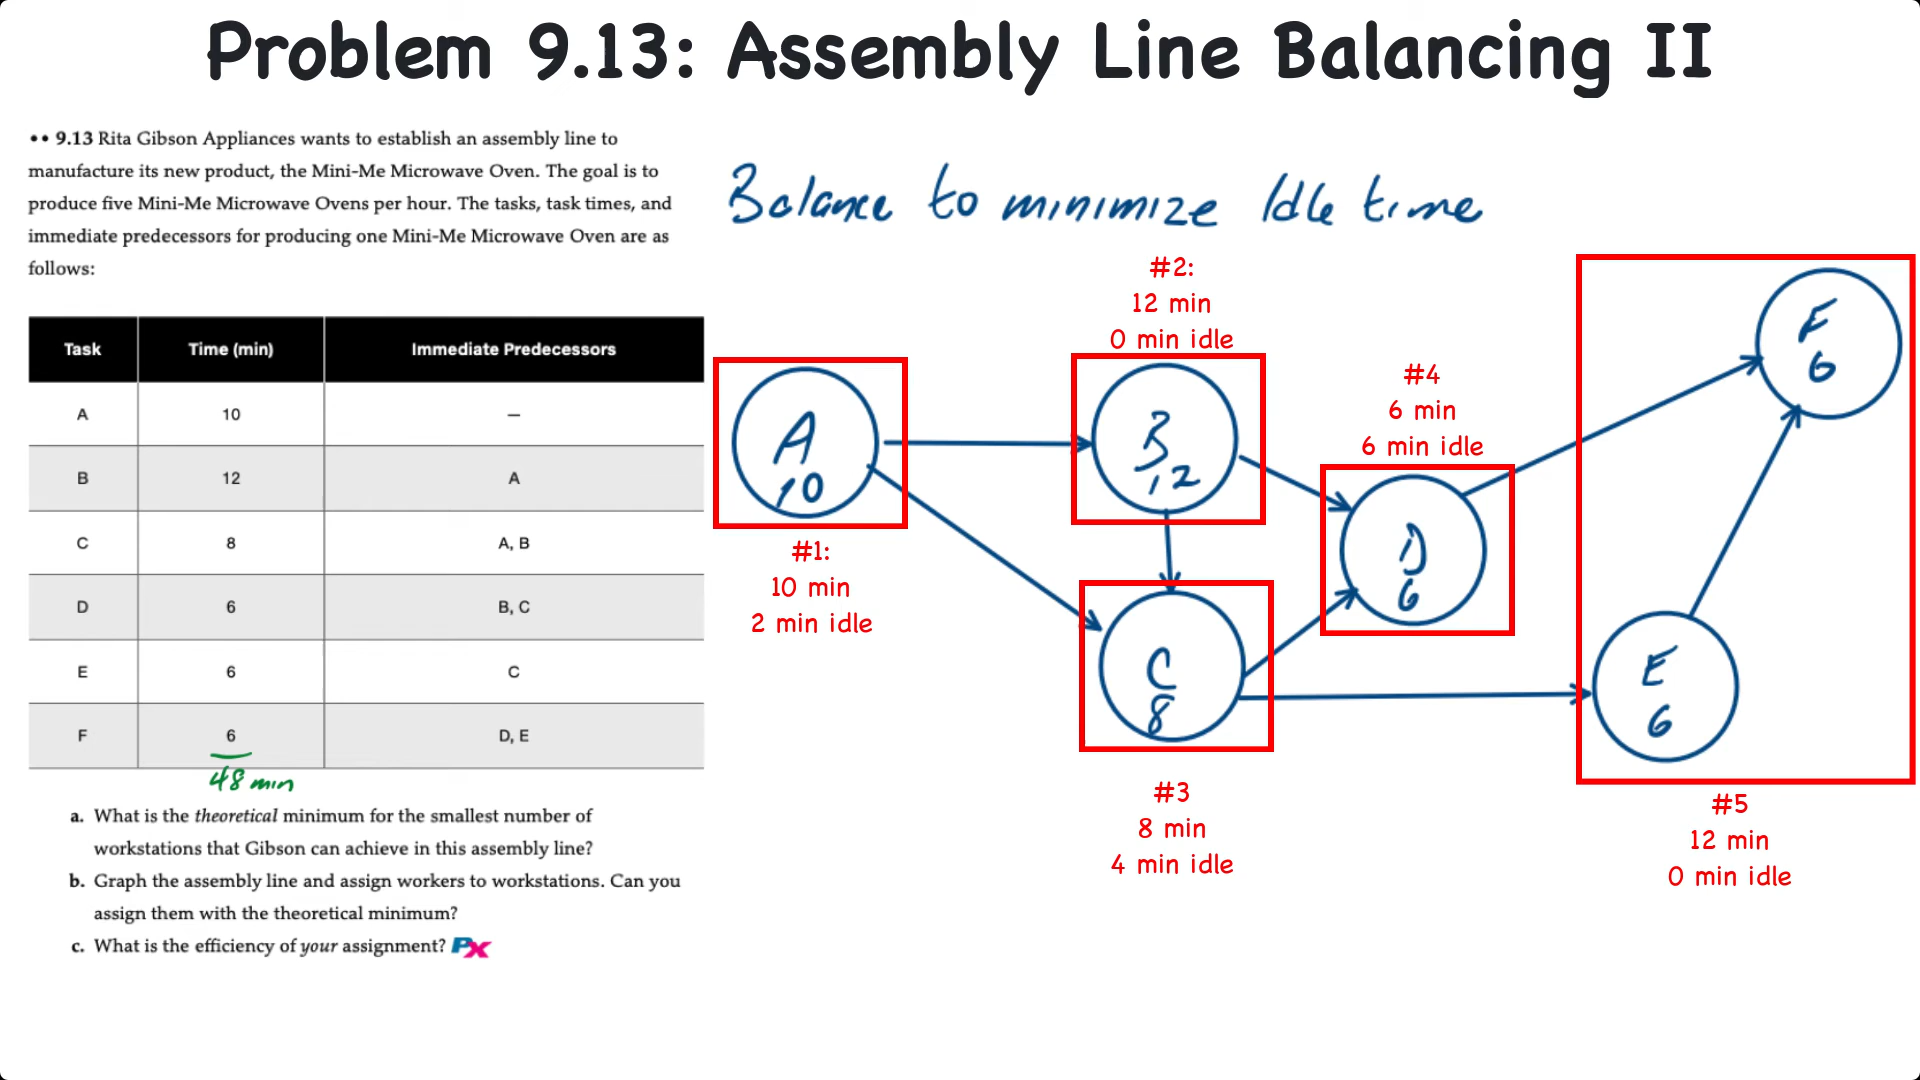 Problem 9.13: Assembly Line Balancing II
•• 9.13 Rita Gibson Appliances wants to establish an assembly line to
manufacture its new product, the Mini-Me Microwave Oven. The goal is to
produce five Mini-Me Microwave Ovens per hour. The tasks, task times, and
immediate predecessors for producing one Mini-Me Microwave Oven are as
follows:
Task Time (min) Immediate Predecessors
A 10 —
B 12 A
C 8 A, B
D 6 B, C
E 6 C
F 6 D, E
48 min
a. What is the theoretical minimum for the smallest number of
workstations that Gibson can achieve in this assembly line?
b. Graph the assembly line and assign workers to workstations. Can you
assign them with the theoretical minimum?
c. What is the efficiency of your assignment? PX
Balance to minimize Idle time
A
10
#1:
10 min
2 min idle
#2:
12 min
0 min idle
B
12
C
8
#3
8 min
4 min idle
#4
6 min
6 min idle
D
6
F
6
E
6
#5
12 min
0 min idle